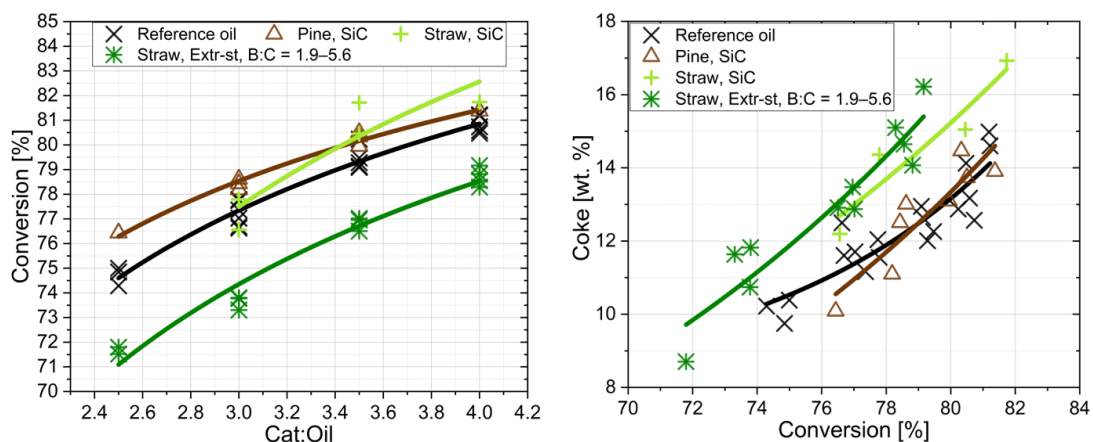 85
84
83
82
81
80
79
78
77
76
75
74
73
72
71
70
Conversion [%]
Reference oil Pine, SiC Straw, SiC
Straw, Extr-st, B:C = 1.9–5.6
2.4 2.6 2.8 3.0 3.2 3.4 3.6 3.8 4.0 4.2
Cat:Oil
18
16
14
12
10
8
Coke [wt. %]
Reference oil
Pine, SiC
Straw, SiC
Straw, Extr-st, B:C = 1.9–5.6
70 72 74 76 78 80 82 84
Conversion [%]